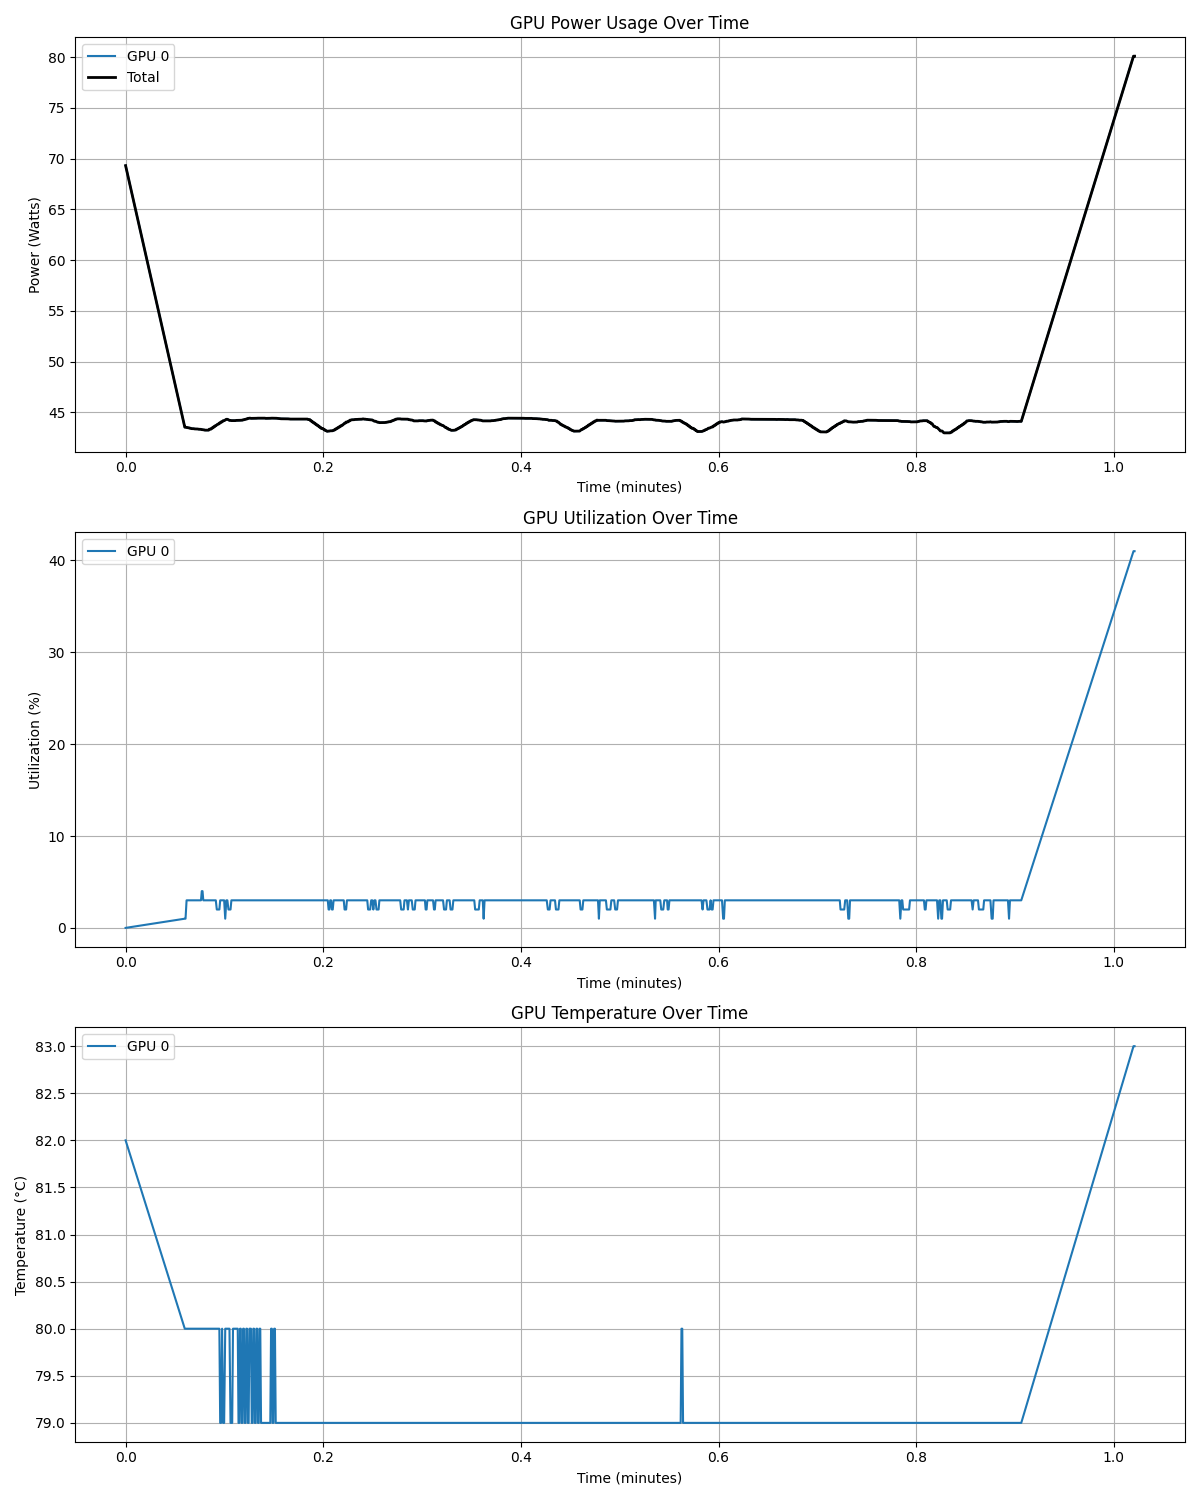 GPU Power Usage Over Time
GPU 0
Total
80
75
70
65
60
55
50
45
Power (Watts)
0.0 0.2 0.4 0.6 0.8 1.0
Time (minutes)
GPU Utilization Over Time
GPU 0
40
30
20
10
0
Utilization (%)
0.0 0.2 0.4 0.6 0.8 1.0
Time (minutes)
GPU Temperature Over Time
GPU 0
83.0
82.5
82.0
81.5
81.0
80.5
80.0
79.5
79.0
Temperature (°C)
0.0 0.2 0.4 0.6 0.8 1.0
Time (minutes)